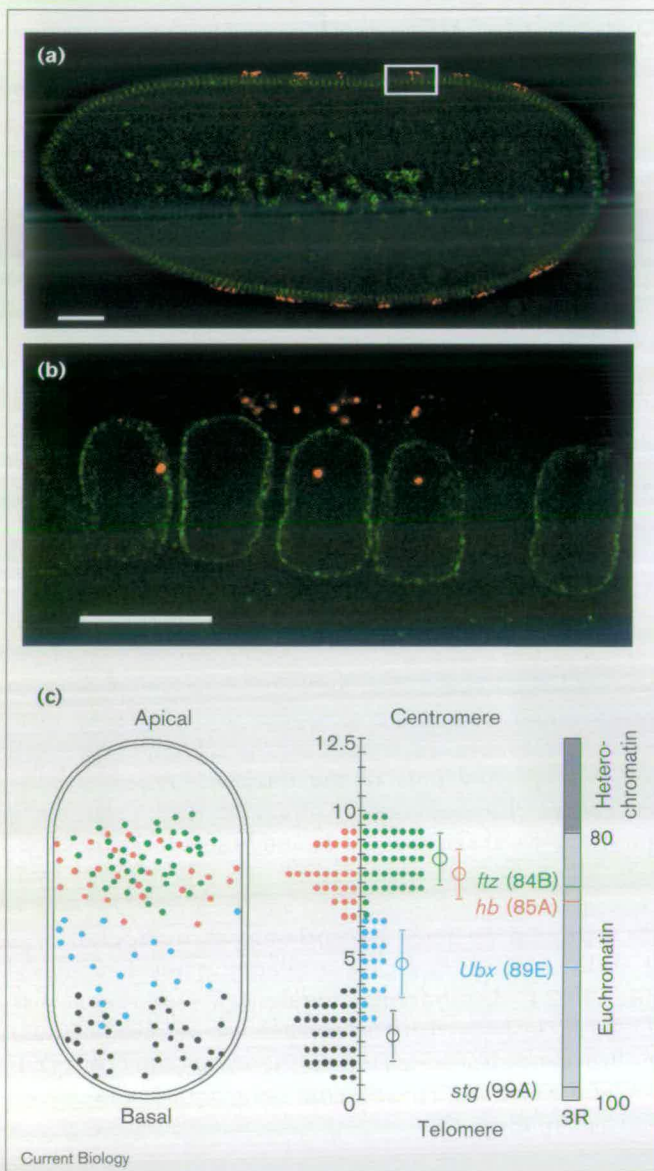 (a)
(b)
(c)
Apical
Centromere
12.5
10
5
0
Hetero-
chromatin
80
ftz (84B)
hb (85A)
Ubx (89E)
Euchromatin
stg (99A)
100
3R
Basal
Telomere
Current Biology